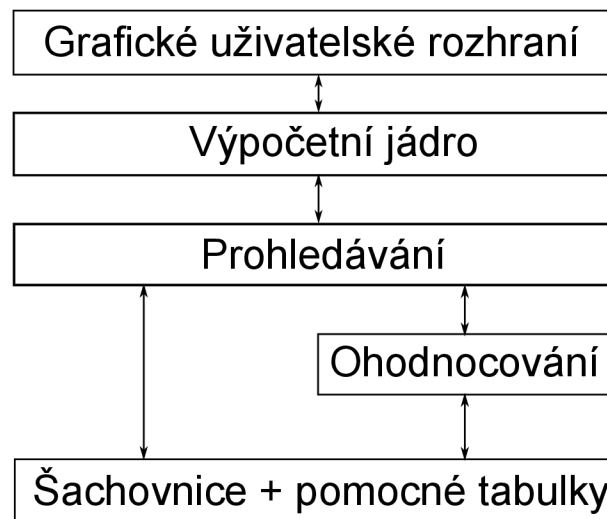 Grafické uživatelské rozhraní
Výpočetní jádro
Prohledávání
Ohodnocování
Šachovnice + pomocné tabulky